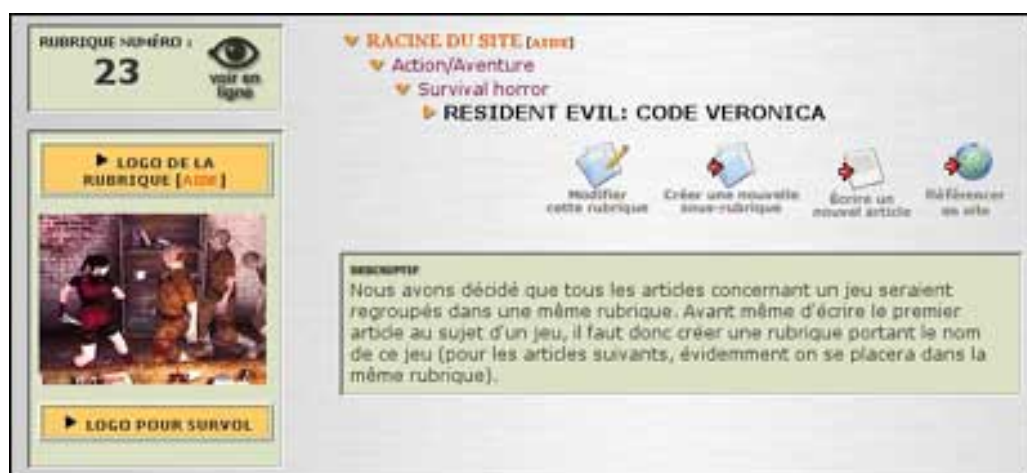 RUBRIQUE NUMÉRO :
23
voir en
ligne
LOGO DE LA
RUBRIQUE [AIDE]
LOGO POUR SURVOL
RACINE DU SITE [AIDE]
Action/Aventure
Survival horror
RESIDENT EVIL: CODE VERONICA
Modifier
cette rubrique
Créer une nouvelle
sous-rubrique
Écrire un
nouvel article
Référencer
un site
DESCRIPTIF
Nous avons décidé que tous les articles concernant un jeu seraient
regroupés dans une même rubrique. Avant même d'écrire le premier
article au sujet d'un jeu, il faut donc créer une rubrique portant le nom
de ce jeu (pour les articles suivants, évidemment on se placera dans la
même rubrique).